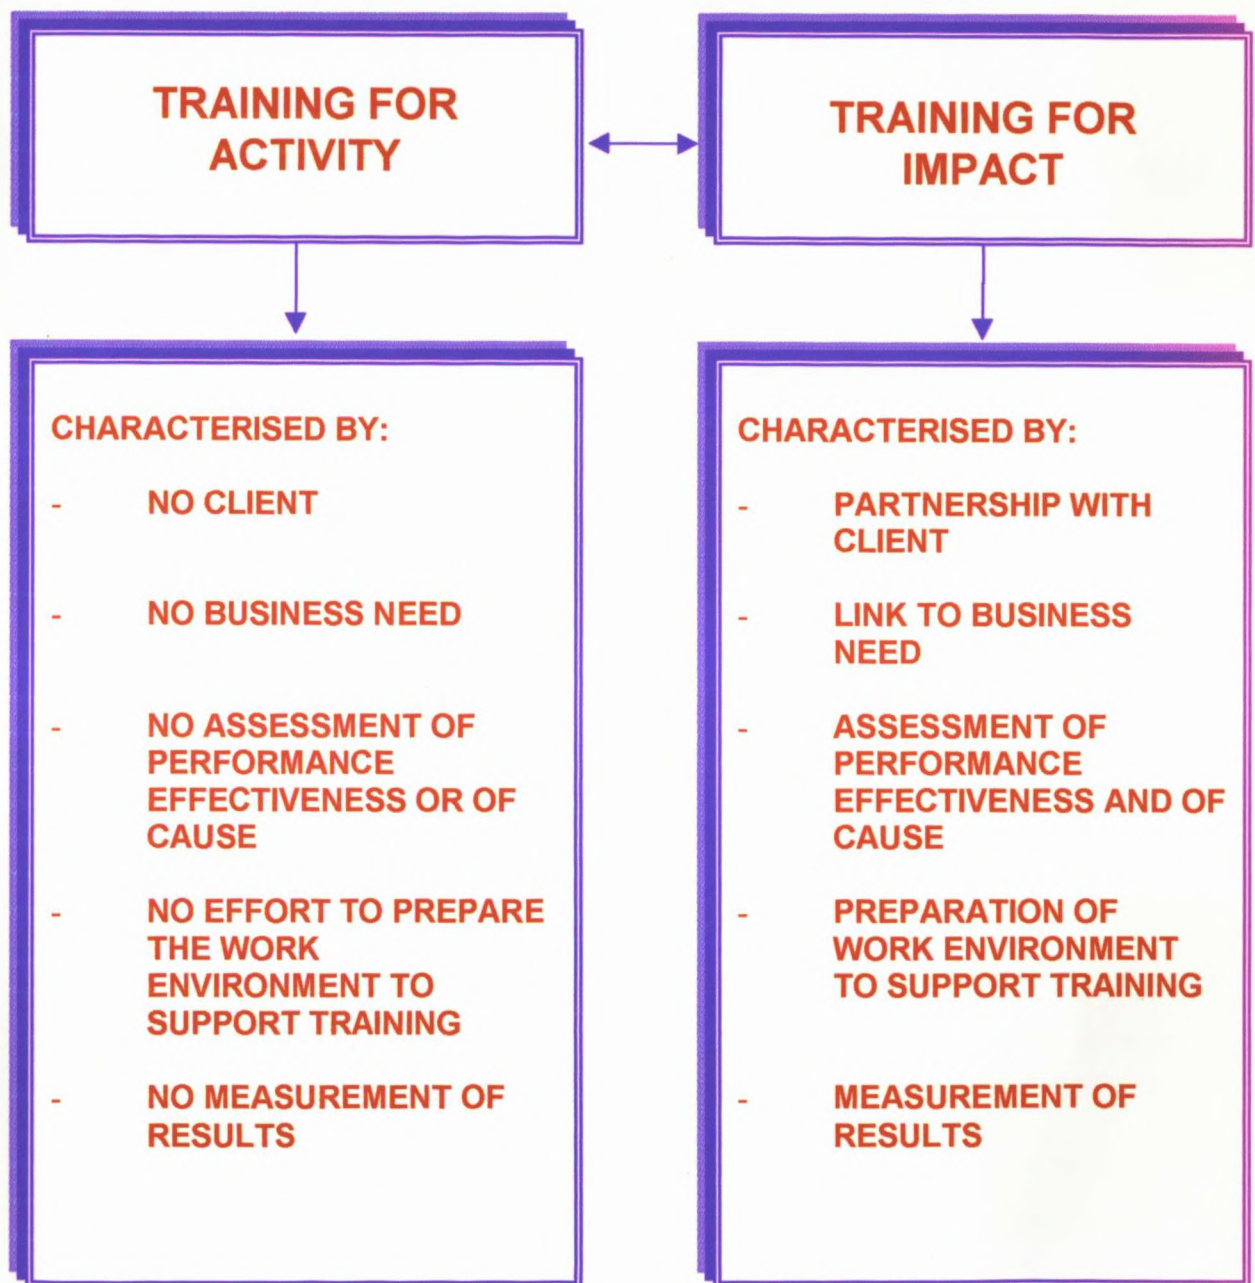 TRAINING FOR
ACTIVITY
TRAINING FOR
IMPACT
CHARACTERISED BY:
- NO CLIENT
- NO BUSINESS NEED
- NO ASSESSMENT OF
PERFORMANCE
EFFECTIVENESS OR OF
CAUSE
- NO EFFORT TO PREPARE
THE WORK
ENVIRONMENT TO
SUPPORT TRAINING
- NO MEASUREMENT OF
RESULTS
CHARACTERISED BY:
- PARTNERSHIP WITH
CLIENT
- LINK TO BUSINESS
NEED
- ASSESSMENT OF
PERFORMANCE
EFFECTIVENESS AND OF
CAUSE
- PREPARATION OF
WORK ENVIRONMENT
TO SUPPORT TRAINING
- MEASUREMENT OF
RESULTS